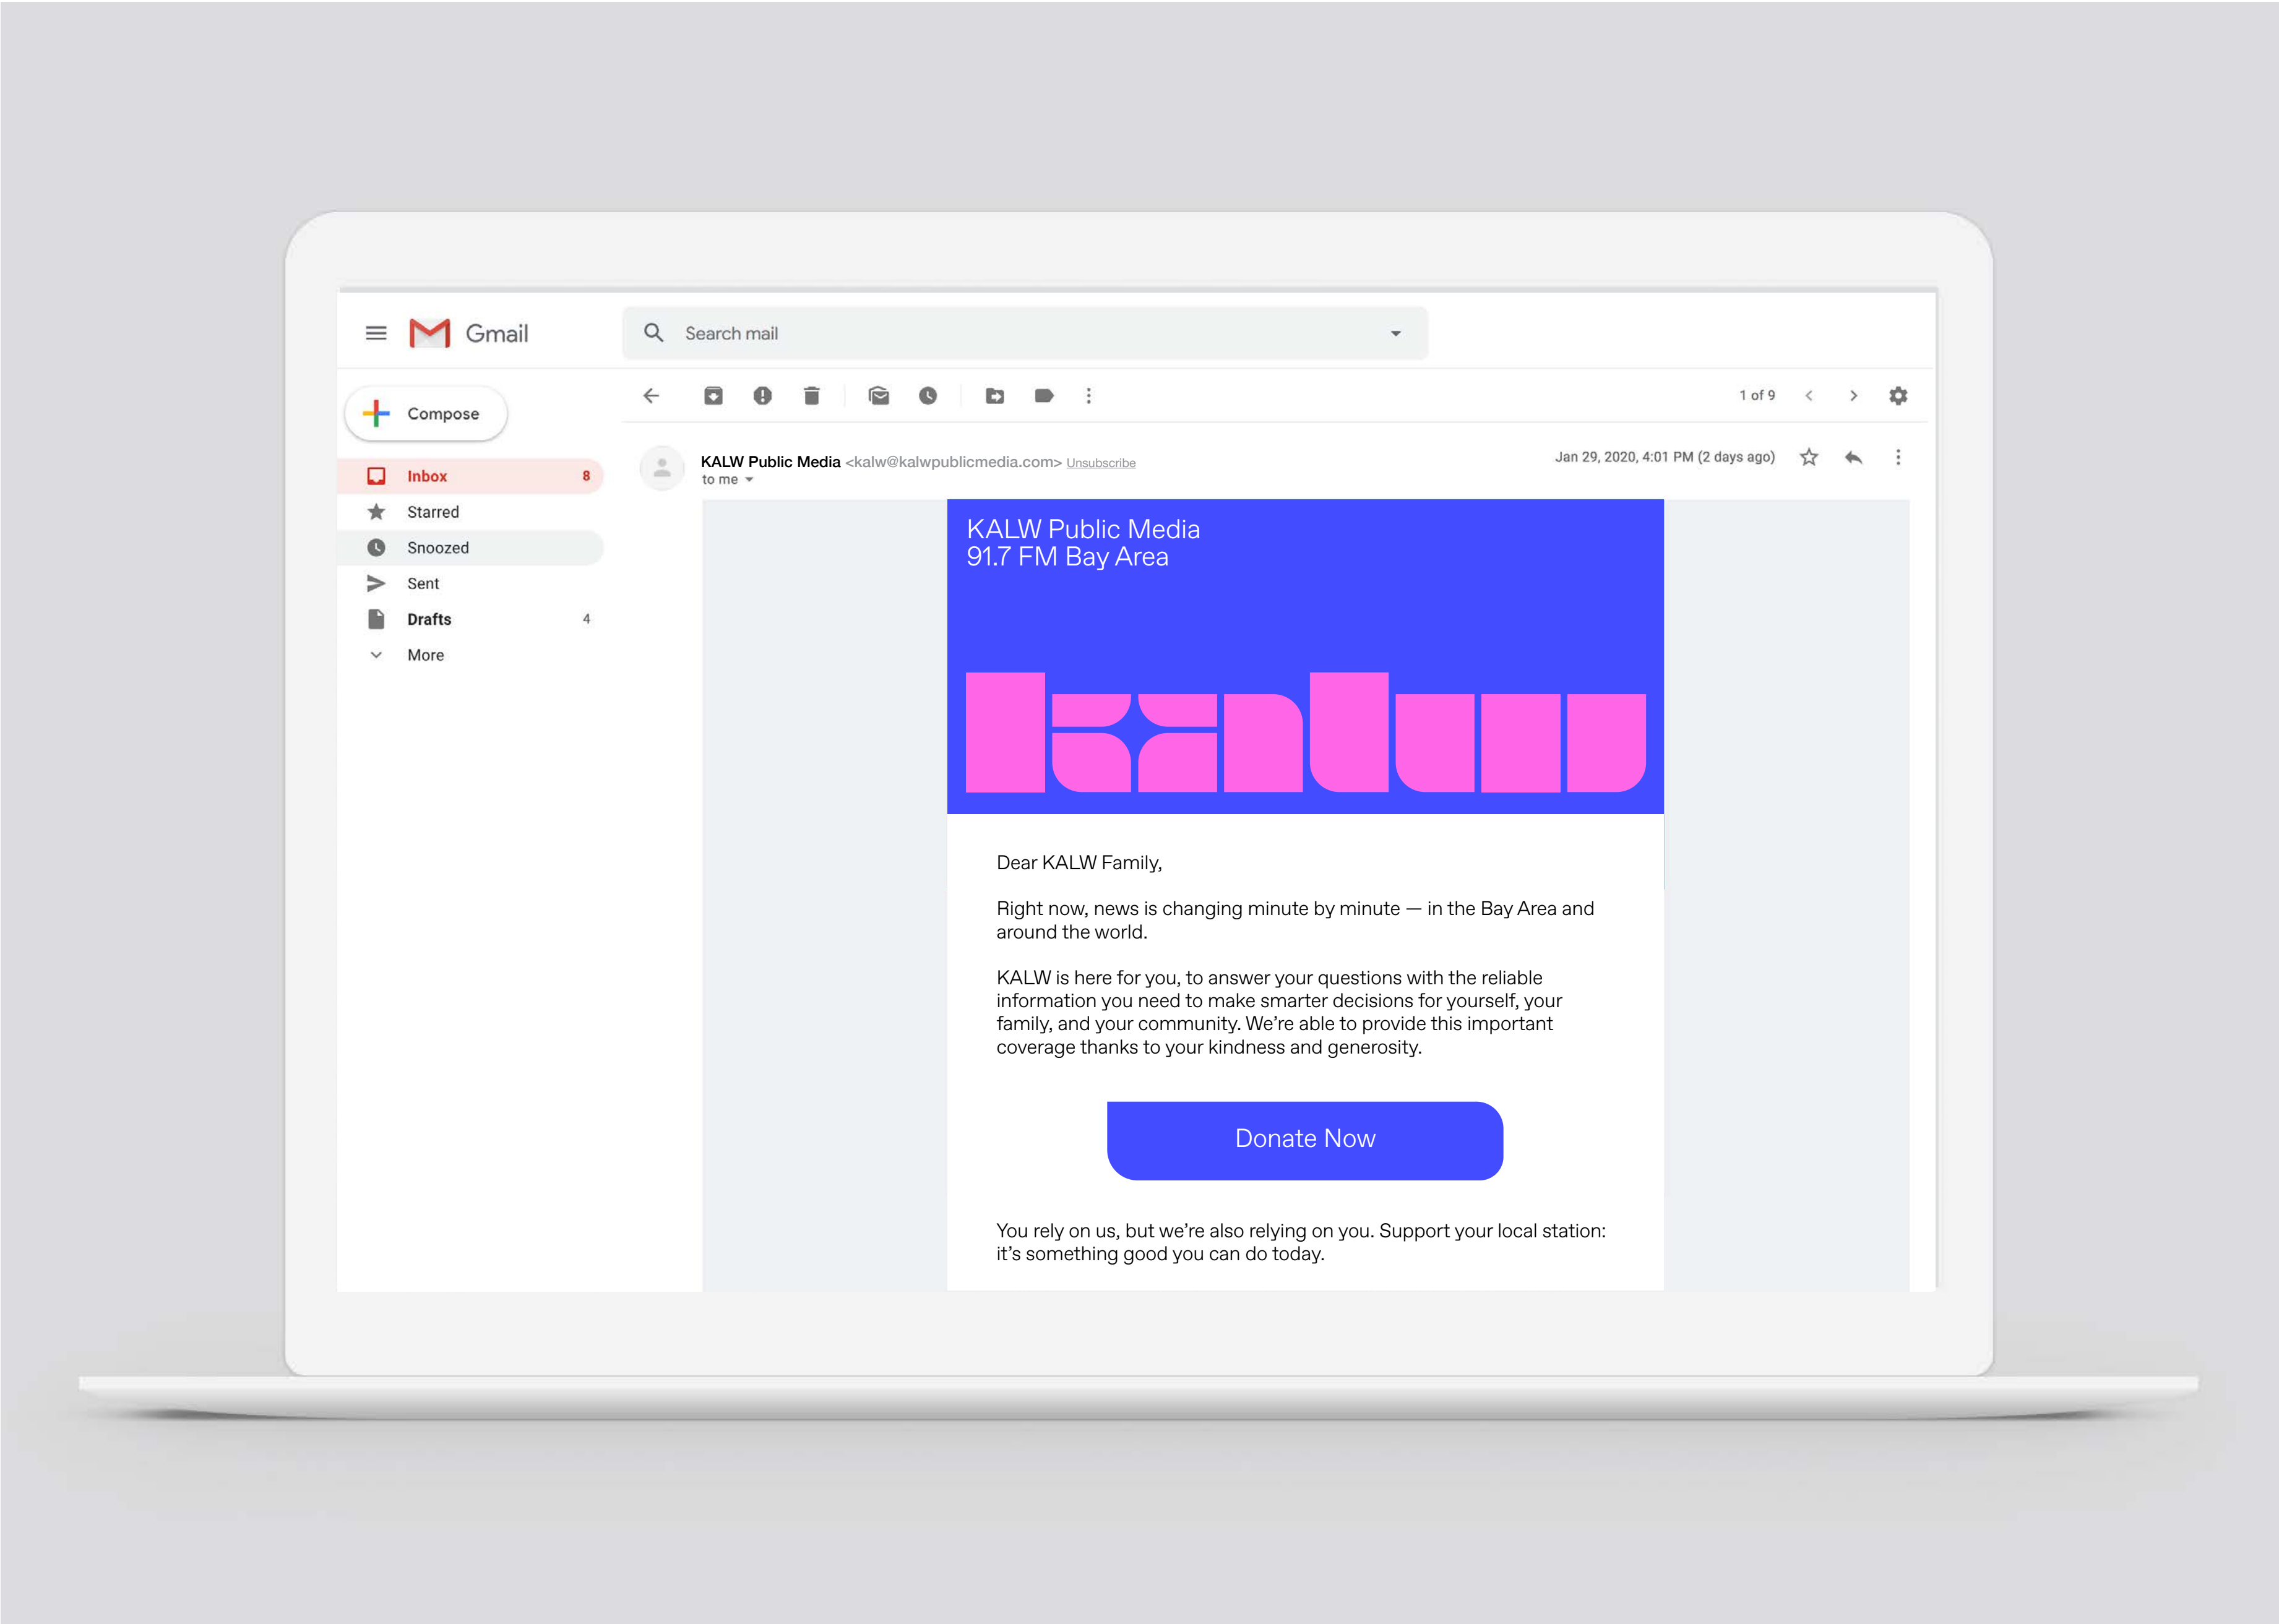 Gmail
Search mail
Compose
1 of 9
Inbox 8
Starred
Snoozed
Sent
Drafts 4
More
KALW Public Media <kalw@kalwpublicmedia.com> Unsubscribe
to me
Jan 29, 2020, 4:01 PM (2 days ago)
KALW Public Media
91.7 FM Bay Area
kalw
Dear KALW Family,
Right now, news is changing minute by minute — in the Bay Area and
around the world.
KALW is here for you, to answer your questions with the reliable
information you need to make smarter decisions for yourself, your
family, and your community. We’re able to provide this important
coverage thanks to your kindness and generosity.
Donate Now
You rely on us, but we’re also relying on you. Support your local station:
it’s something good you can do today.